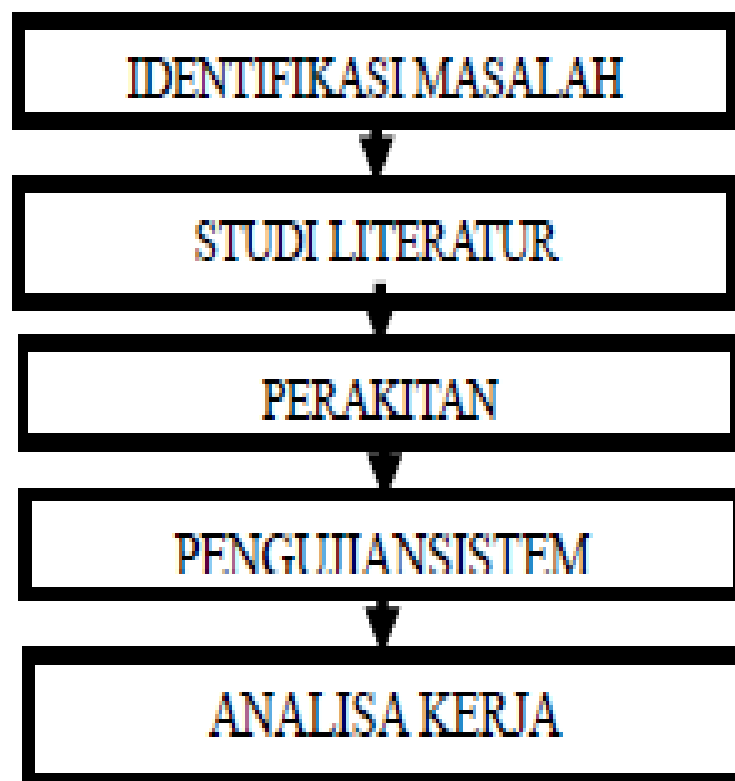 IDENTIFIKASI MASALAH
STUDI LITERATUR
PERAKITAN
PENGUJIANSISTEM
ANALISA KERJA